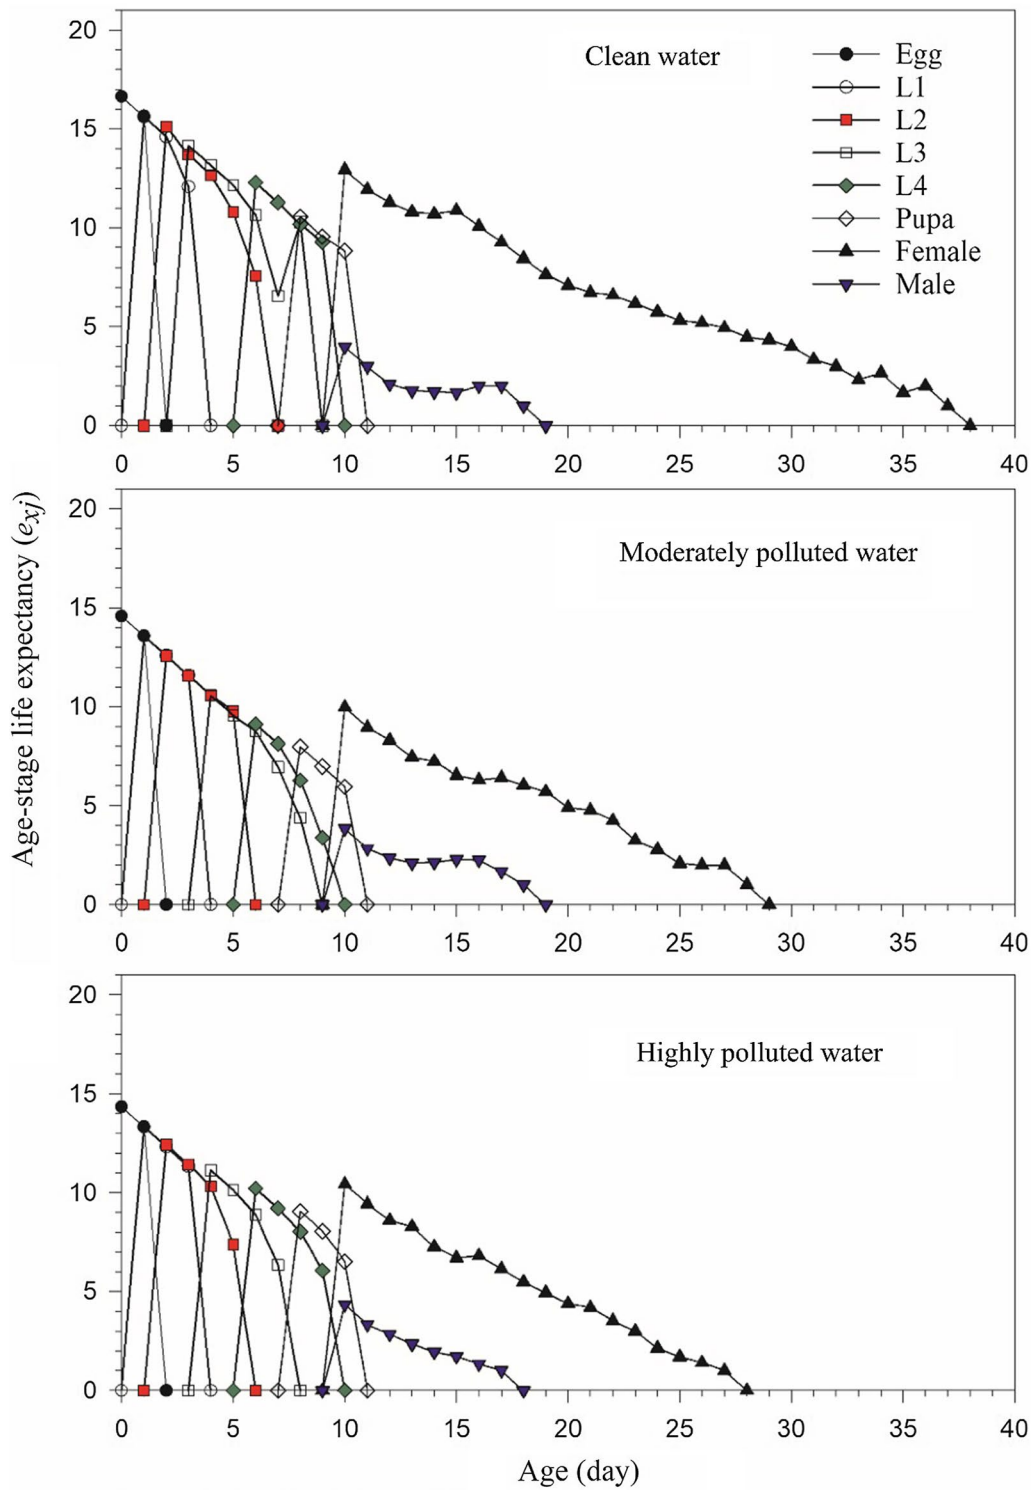 20
15
10
5
0
Clean water
Egg
L1
L2
L3
L4
Pupa
Female
Male
0 5 10 15 20 25 30 35 40
Age-stage life expectancy (exj)
20
15
10
5
0
Moderately polluted water
0 5 10 15 20 25 30 35 40
20
15
10
5
0
Highly polluted water
0 5 10 15 20 25 30 35 40
Age (day)